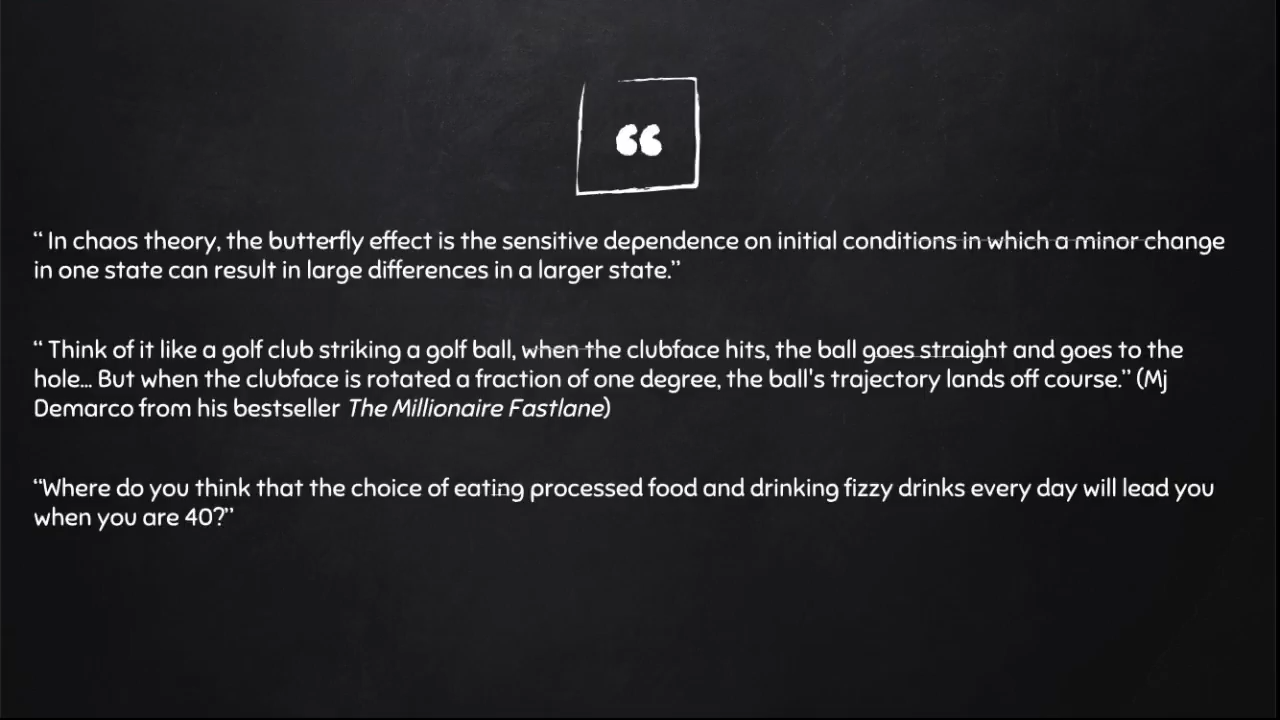 “
“ In chaos theory, the butterfly effect is the sensitive dependence on initial conditions in which a minor change
in one state can result in large differences in a larger state.”
“ Think of it like a golf club striking a golf ball, when the clubface hits, the ball goes straight and goes to the
hole... But when the clubface is rotated a fraction of one degree, the ball's trajectory lands off course.” (Mj
Demarco from his bestseller The Millionaire Fastlane)
“Where do you think that the choice of eating processed food and drinking fizzy drinks every day will lead you
when you are 40?”